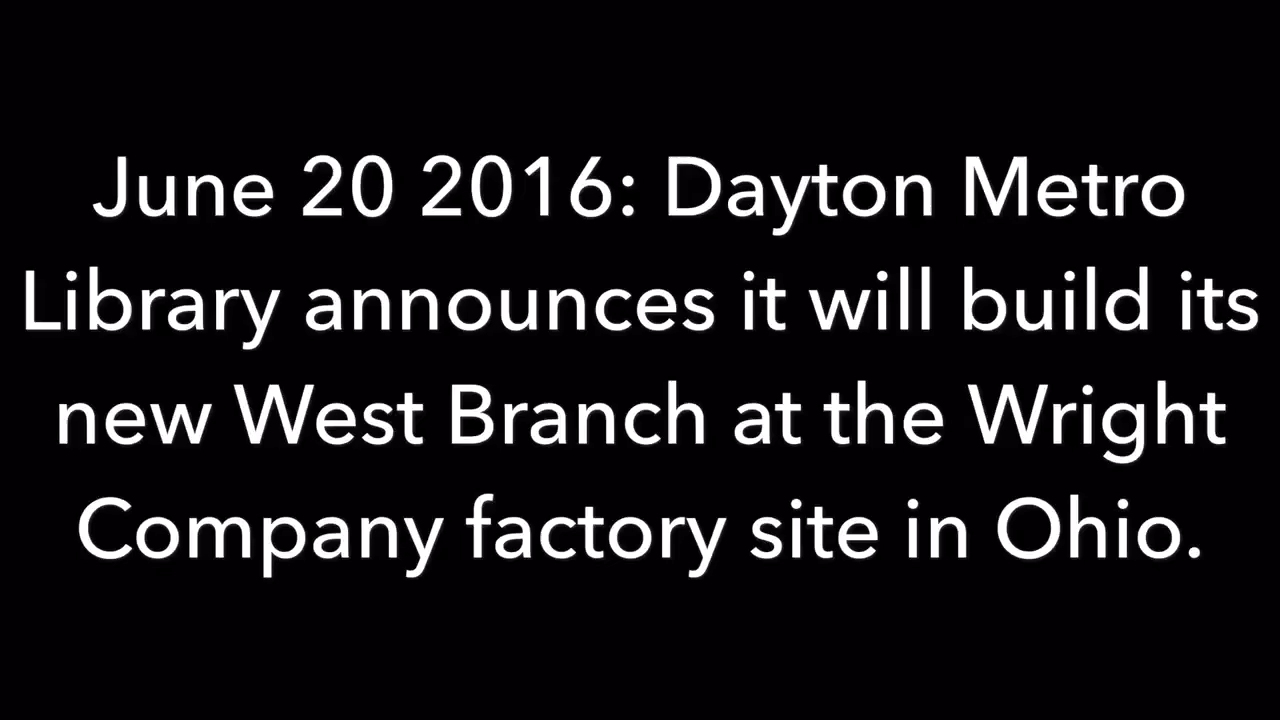 June 20 2016: Dayton Metro
Library announces it will build its
new West Branch at the Wright
Company factory site in Ohio.